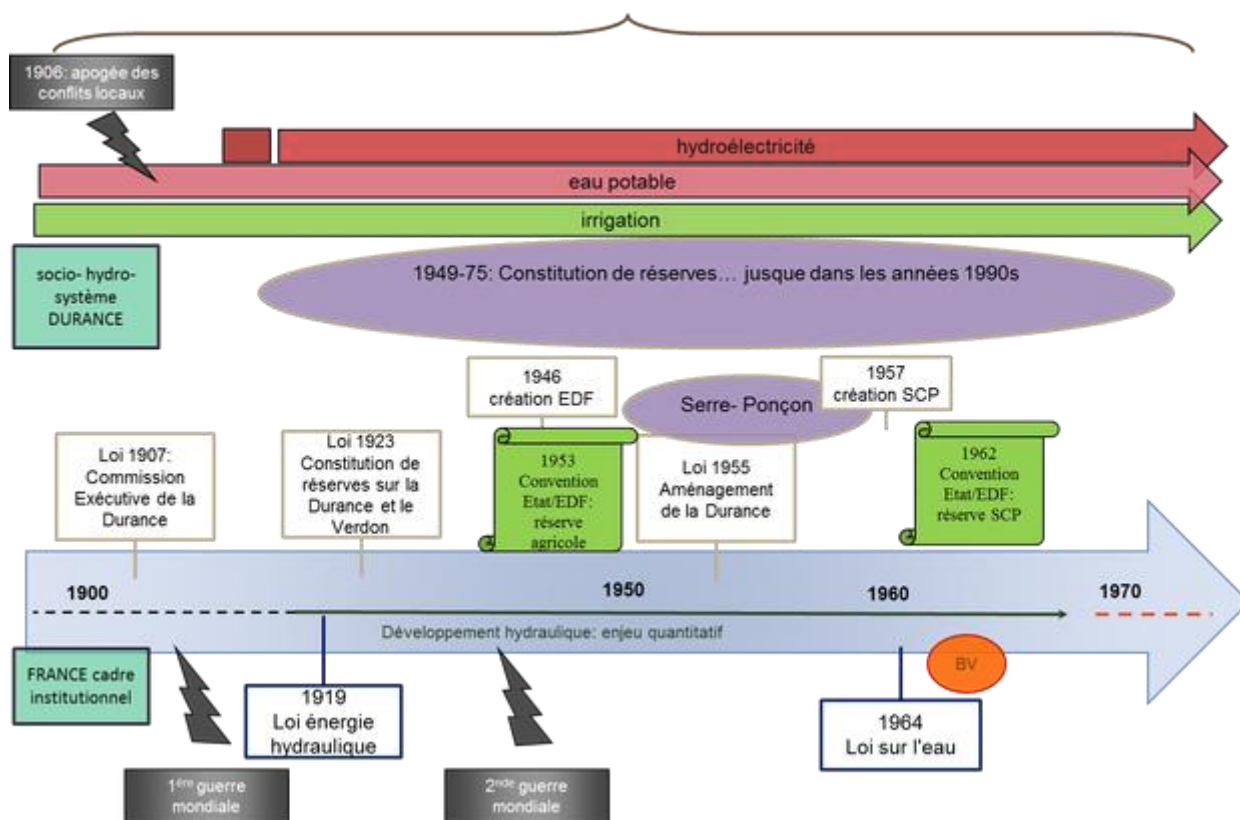 1906: apogée des
conflits locaux
hydroélectricité
eau potable
irrigation
socio- hydro-
système
DURANCE
1949-75: Constitution de réserves… jusque dans les années 1990s
1946
création EDF
Serre- Ponçon
1957
création SCP
Loi 1907:
Commission
Exécutive de la
Durance
Loi 1923
Constitution de
réserves sur la
Durance et le
Verdon
1953
Convention
Etat/EDF:
réserve
agricole
Loi 1955
Aménagement
de la Durance
1962
Convention
Etat/EDF:
réserve SCP
1900
1950
1960
1970
Développement hydraulique: enjeu quantitatif
FRANCE cadre
institutionnel
1919
Loi énergie
hydraulique
BV
1964
Loi sur l'eau
1ère guerre
mondiale
2nde guerre
mondiale